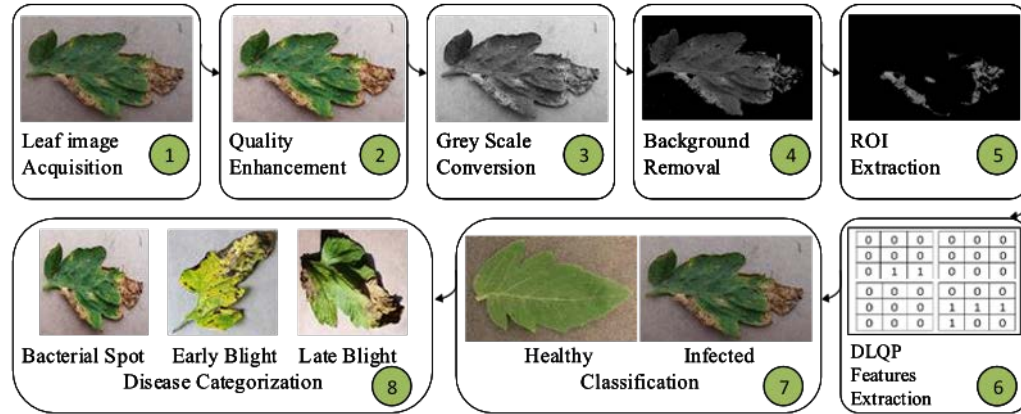 Leaf image
Acquisition
1
Quality
Enhancement
2
Grey Scale
Conversion
3
Background
Removal
4
ROI
Extraction
5
0 0 0 0 0 0
0 0 0 0 0 0
0 1 1 0 0 0
0 0 0 0 0 0
0 0 0 1 1 1
0 0 0 1 0 0
DLQP
Features
Extraction
6
Healthy Infected
Classification
7
Bacterial Spot Early Blight Late Blight
Disease Categorization
8